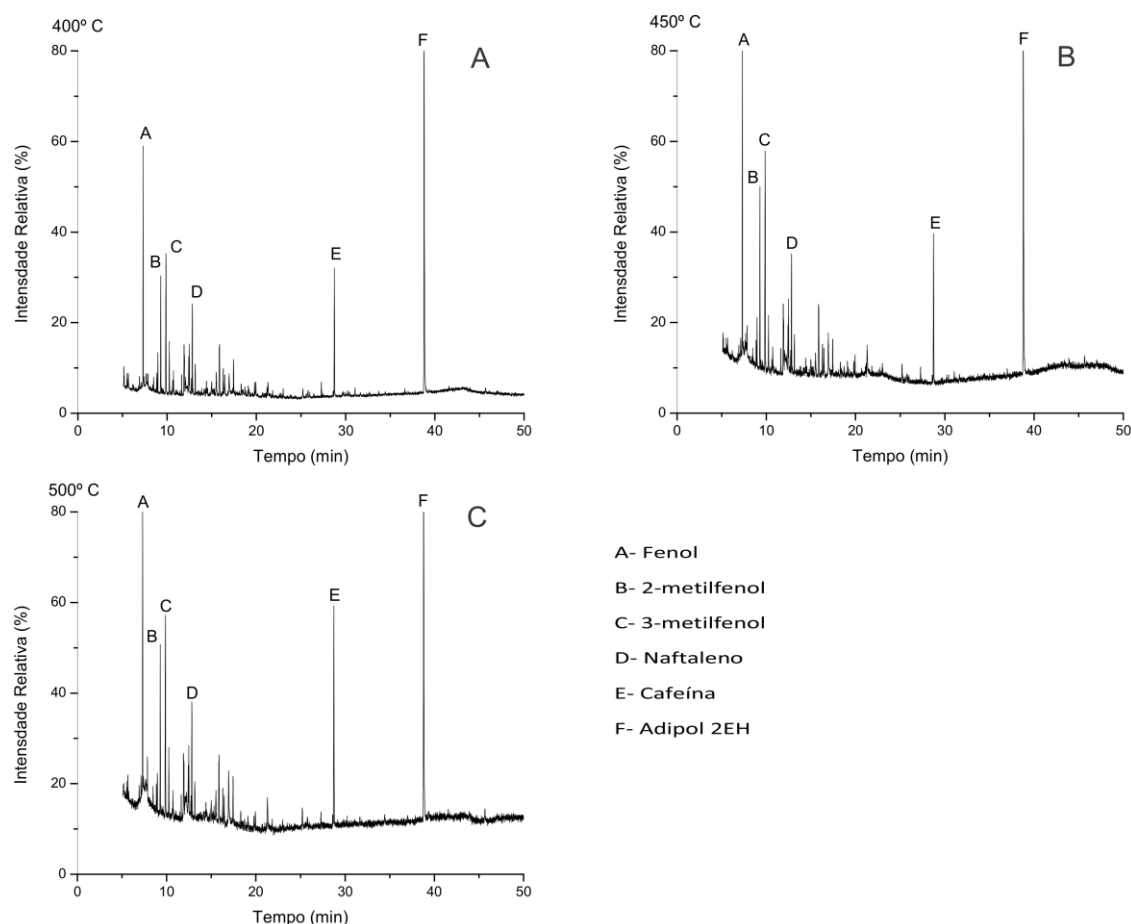 400º C
A
80
60
40
20
0
Intensdade Relativa (%)
A
B
C
D
E
F
0 10 20 30 40 50
Tempo (min)
450º C
B
80
60
40
20
0
Intensdade Relativa (%)
A
B
C
D
E
F
0 10 20 30 40 50
Tempo (min)
500º C
C
80
60
40
20
0
Intensdade Relativa (%)
A
B
C
D
E
F
0 10 20 30 40 50
Tempo (min)
A- Fenol
B- 2-metilfenol
C- 3-metilfenol
D- Naftaleno
E- Cafeína
F- Adipol 2EH